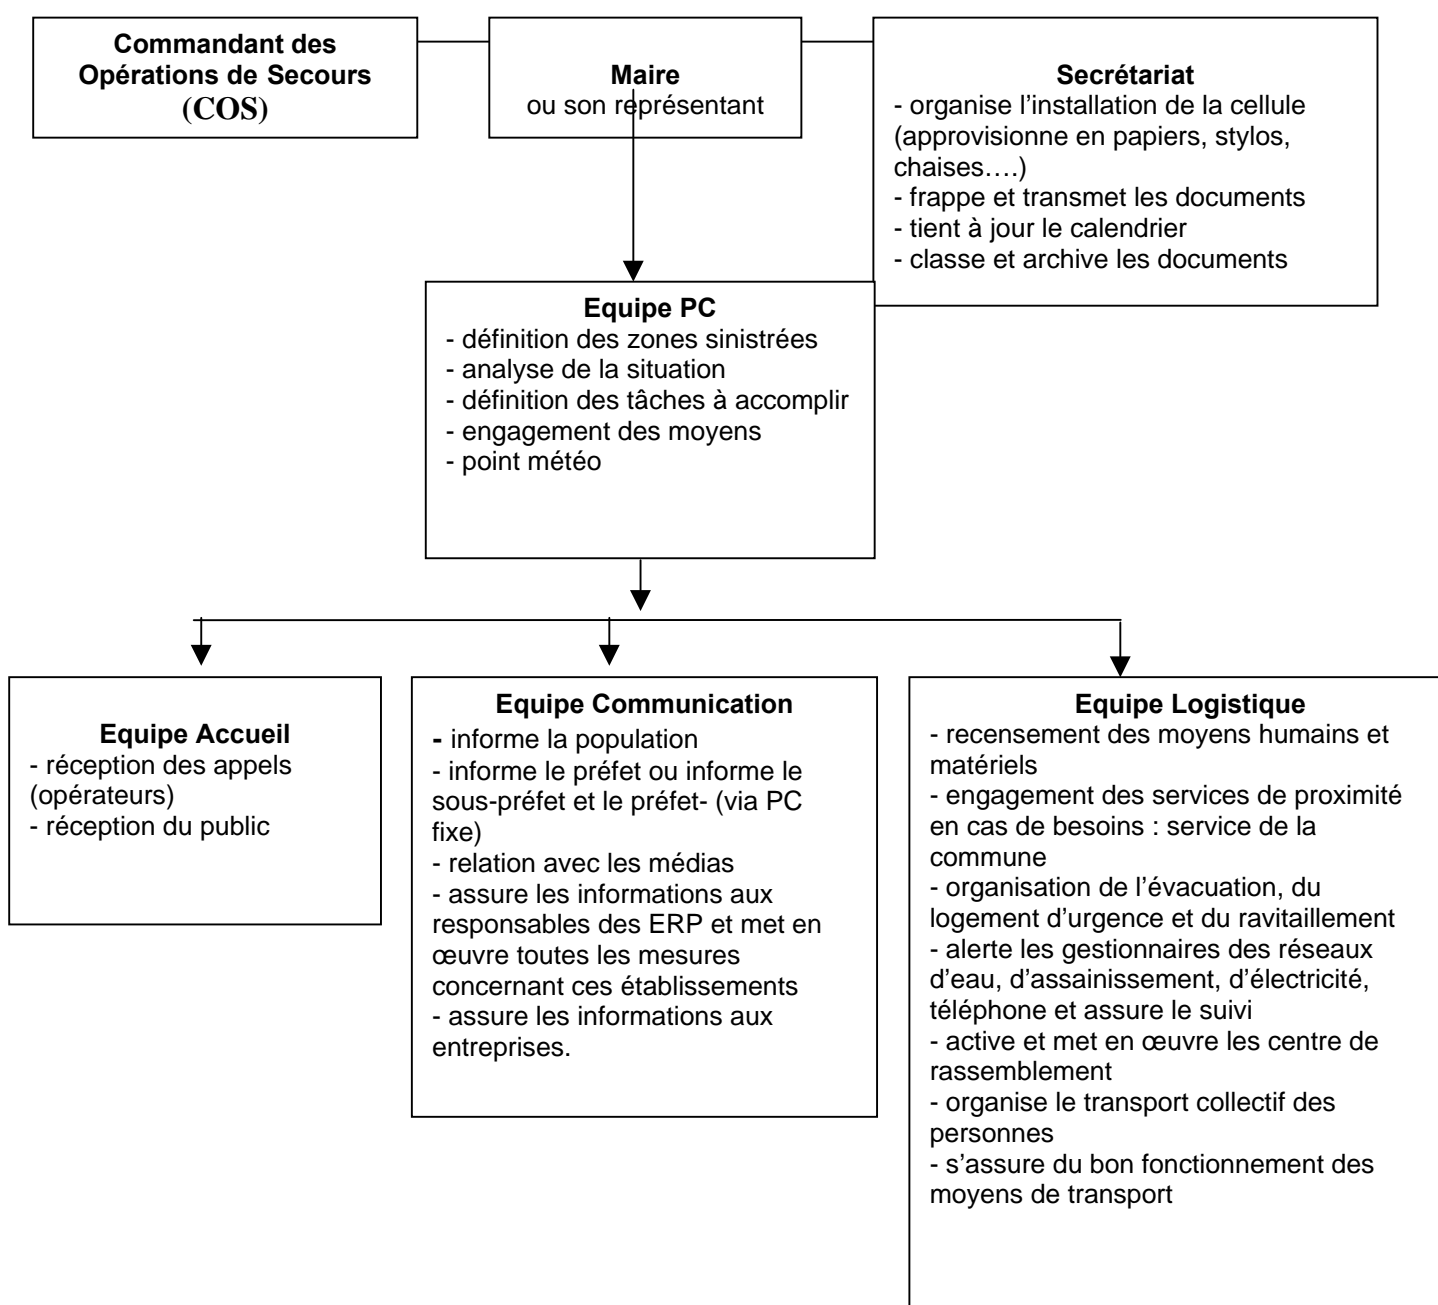 Commandant des
Opérations de Secours
(COS)
Maire
ou son représentant
Secrétariat
- organise l’installation de la cellule
(approvisionne en papiers, stylos,
chaises….)
- frappe et transmet les documents
- tient à jour le calendrier
- classe et archive les documents
Equipe PC
- définition des zones sinistrées
- analyse de la situation
- définition des tâches à accomplir
- engagement des moyens
- point météo
Equipe Accueil
- réception des appels
(opérateurs)
- réception du public
Equipe Communication
- informe la population
- informe le préfet ou informe le
sous-préfet et le préfet- (via PC
fixe)
- relation avec les médias
- assure les informations aux
responsables des ERP et met en
œuvre toutes les mesures
concernant ces établissements
- assure les informations aux
entreprises.
Equipe Logistique
- recensement des moyens humains et
matériels
- engagement des services de proximité
en cas de besoins : service de la
commune
- organisation de l’évacuation, du
logement d’urgence et du ravitaillement
- alerte les gestionnaires des réseaux
d’eau, d’assainissement, d’électricité,
téléphone et assure le suivi
- active et met en œuvre les centre de
rassemblement
- organise le transport collectif des
personnes
- s’assure du bon fonctionnement des
moyens de transport